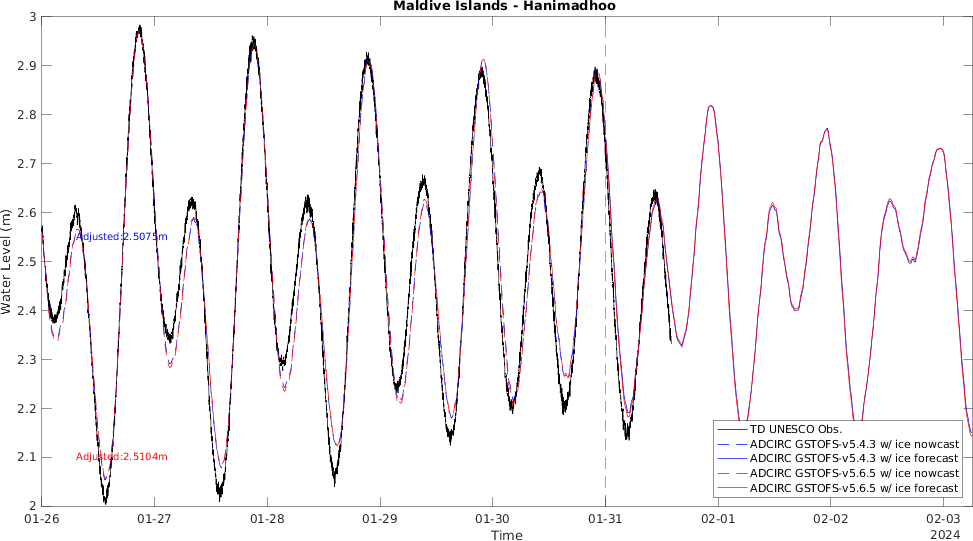 Maldive Islands - Hanimadhoo
Water Level (m)
3
2.9
2.8
2.7
2.6
2.5
2.4
2.3
2.2
2.1
2
Adjusted:2.5075m
Adjusted:2.5104m
TD UNESCO Obs.
ADCIRC GSTOFS-v5.4.3 w/ ice nowcast
ADCIRC GSTOFS-v5.4.3 w/ ice forecast
ADCIRC GSTOFS-v5.6.5 w/ ice nowcast
ADCIRC GSTOFS-v5.6.5 w/ ice forecast
01-26 01-27 01-28 01-29 01-30 01-31 02-01 02-02 02-03
Time
2024